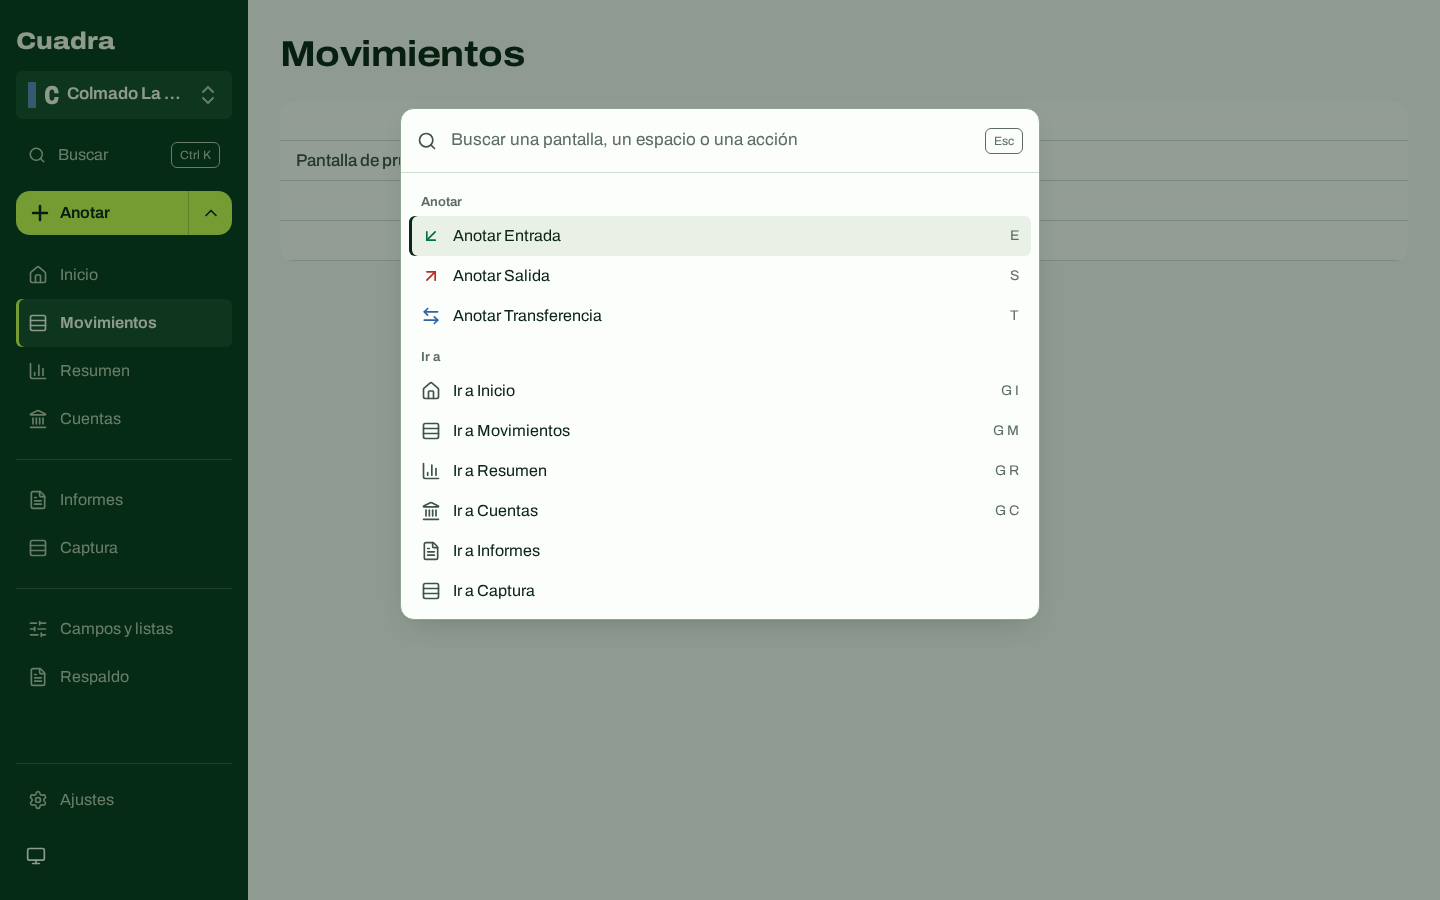 Cuadra
C Colmado La ...
Buscar Ctrl K
Anotar
Inicio
Movimientos
Resumen
Cuentas
Informes
Captura
Campos y listas
Respaldo
Ajustes
Movimientos
Pantalla de pr
Buscar una pantalla, un espacio o una acción Esc
Anotar
Anotar Entrada E
Anotar Salida S
Anotar Transferencia T
Ir a
Ir a Inicio G I
Ir a Movimientos G M
Ir a Resumen G R
Ir a Cuentas G C
Ir a Informes
Ir a Captura